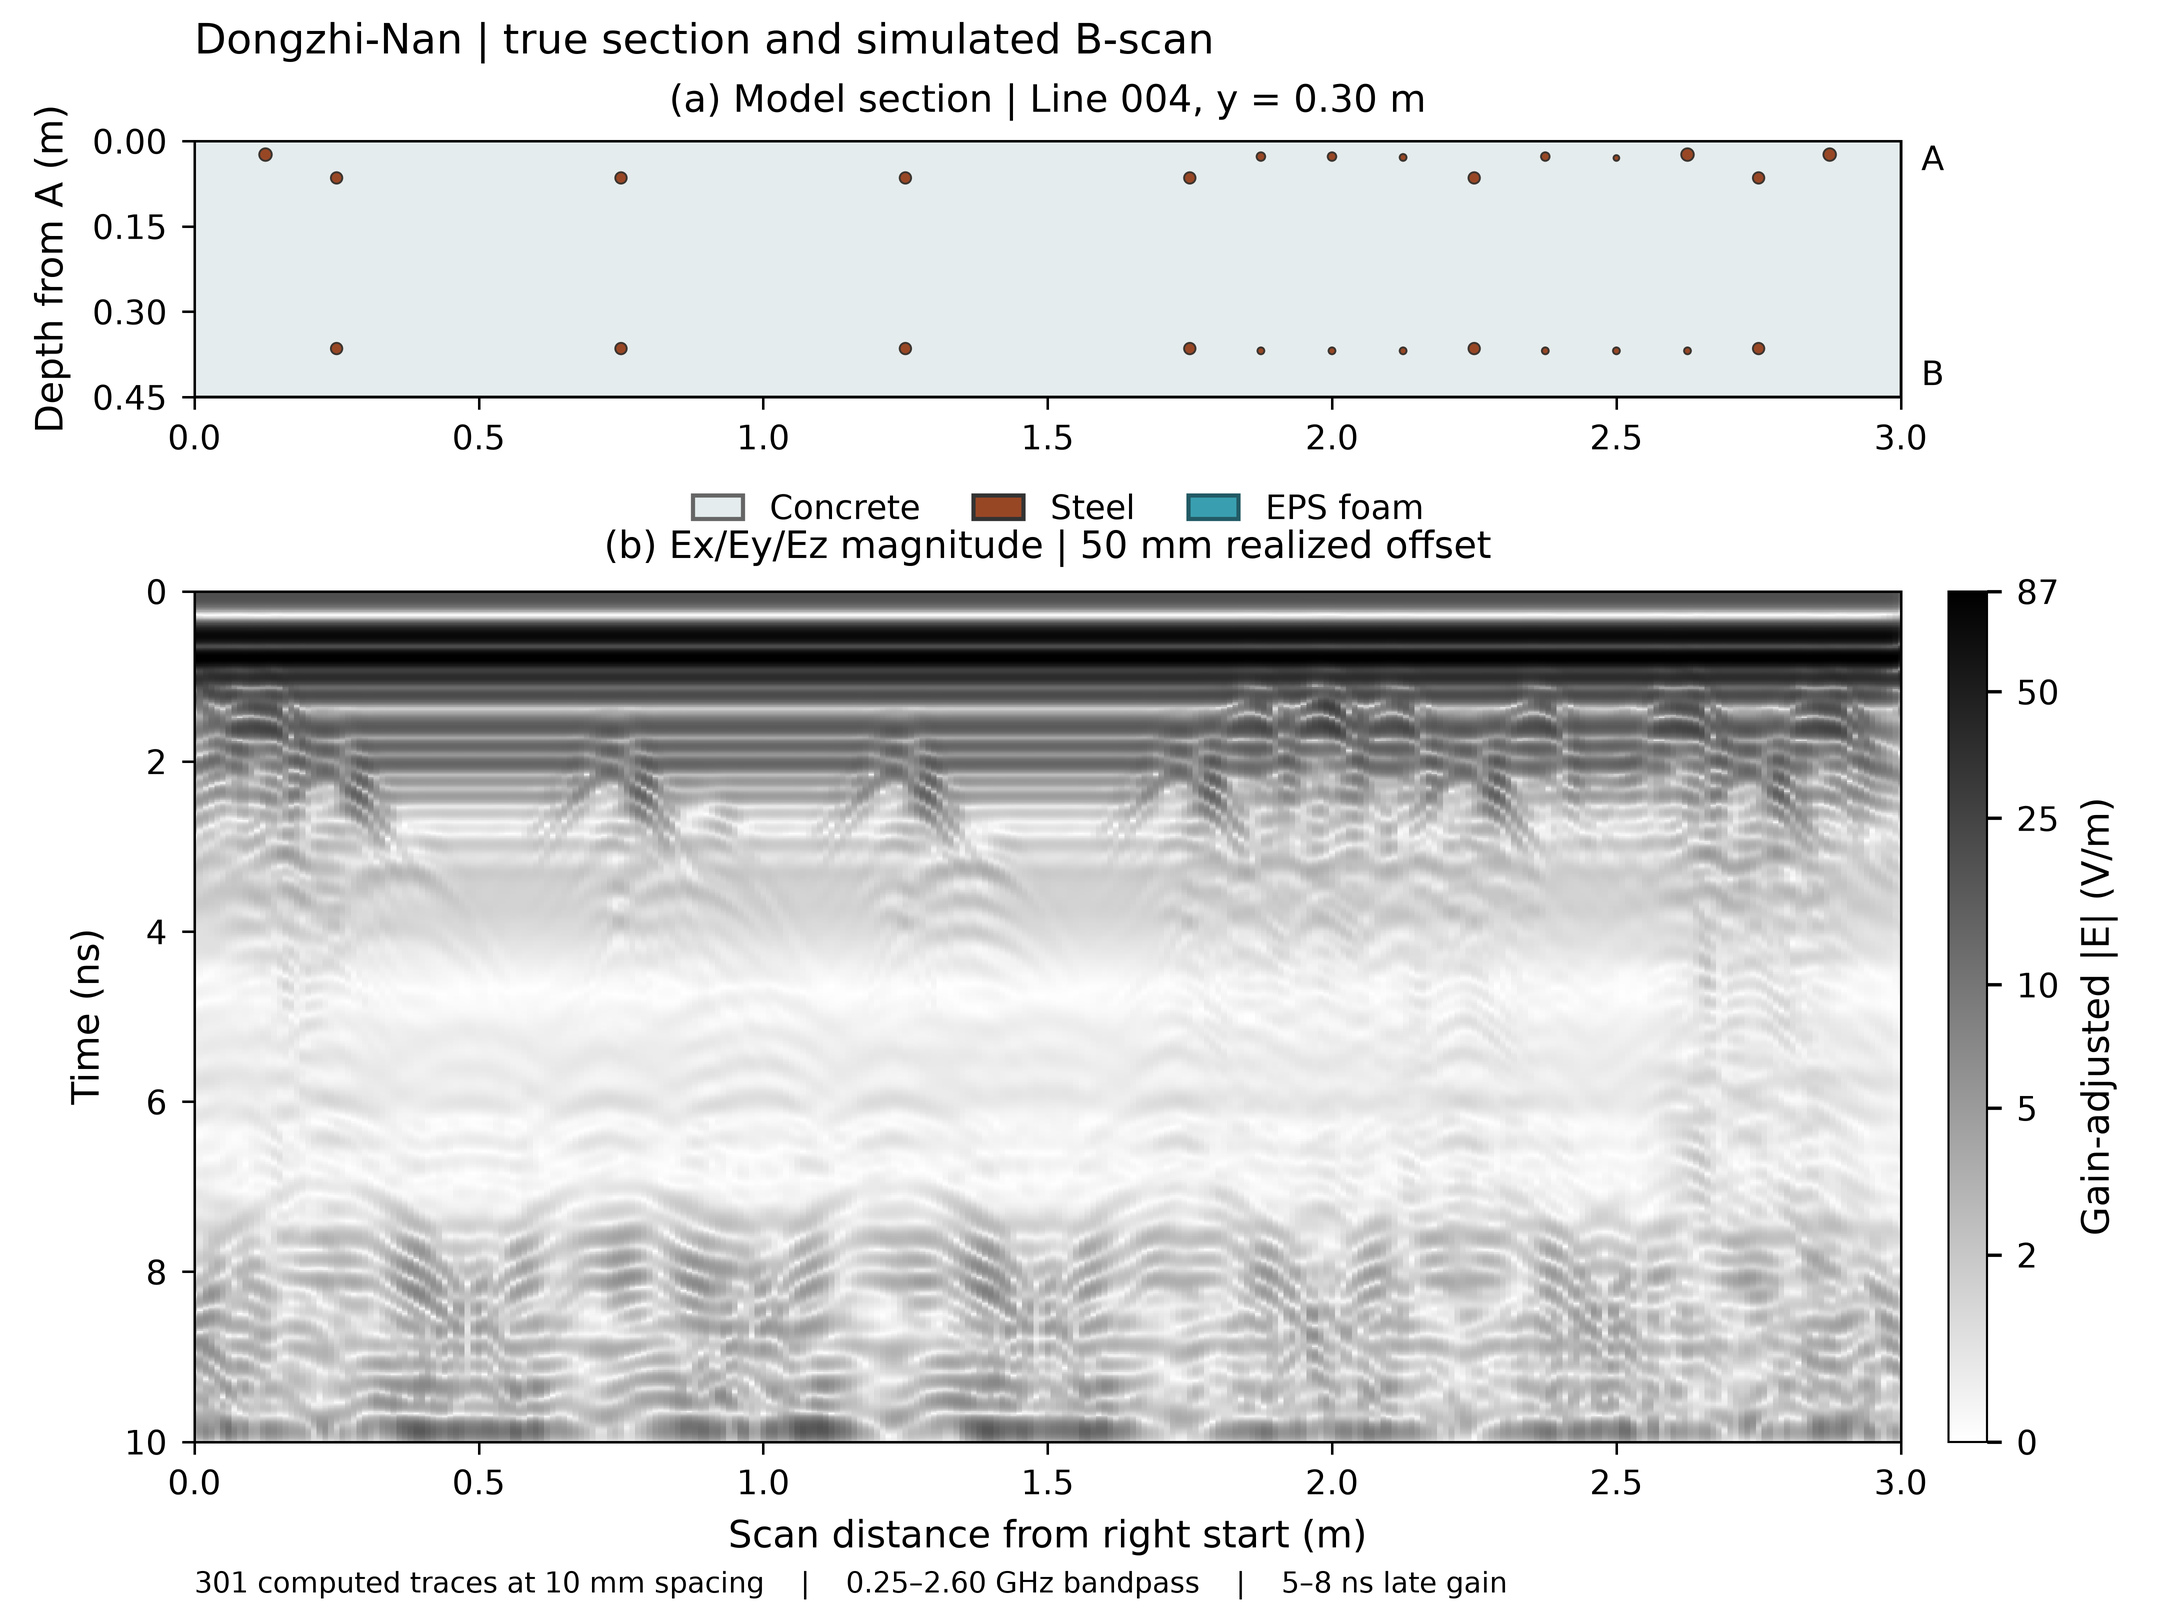 Dongzhi-Nan | true section and simulated B-scan
(a) Model section | Line 004, y = 0.30 m
Depth from A (m)
0.00
0.15
0.30
0.45
A
B
0.0 0.5 1.0 1.5 2.0 2.5 3.0
Concrete Steel EPS foam
(b) Ex/Ey/Ez magnitude | 50 mm realized offset
Time (ns)
0
2
4
6
8
10
87
50
25
10
5
2
0
Gain-adjusted |E| (V/m)
0.0 0.5 1.0 1.5 2.0 2.5 3.0
Scan distance from right start (m)
301 computed traces at 10 mm spacing | 0.25–2.60 GHz bandpass | 5–8 ns late gain